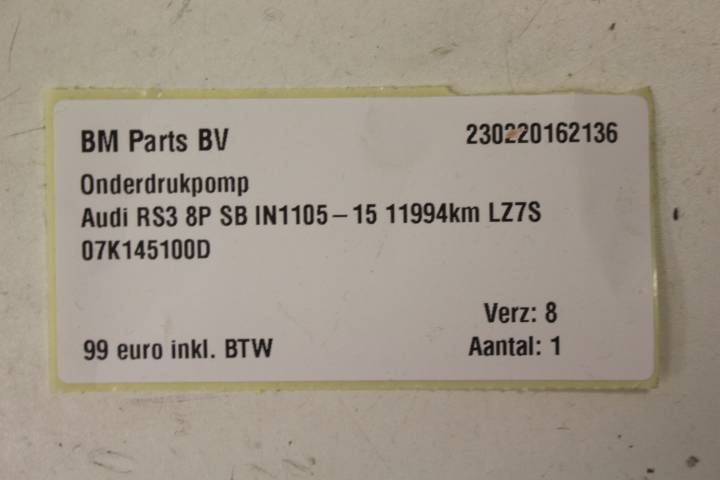 BM Parts BV 230220162136
Onderdrukpomp
Audi RS3 8P SB IN1105-15 11994km LZ7S
07K145100D
Verz: 8
99 euro inkl. BTW Aantal: 1